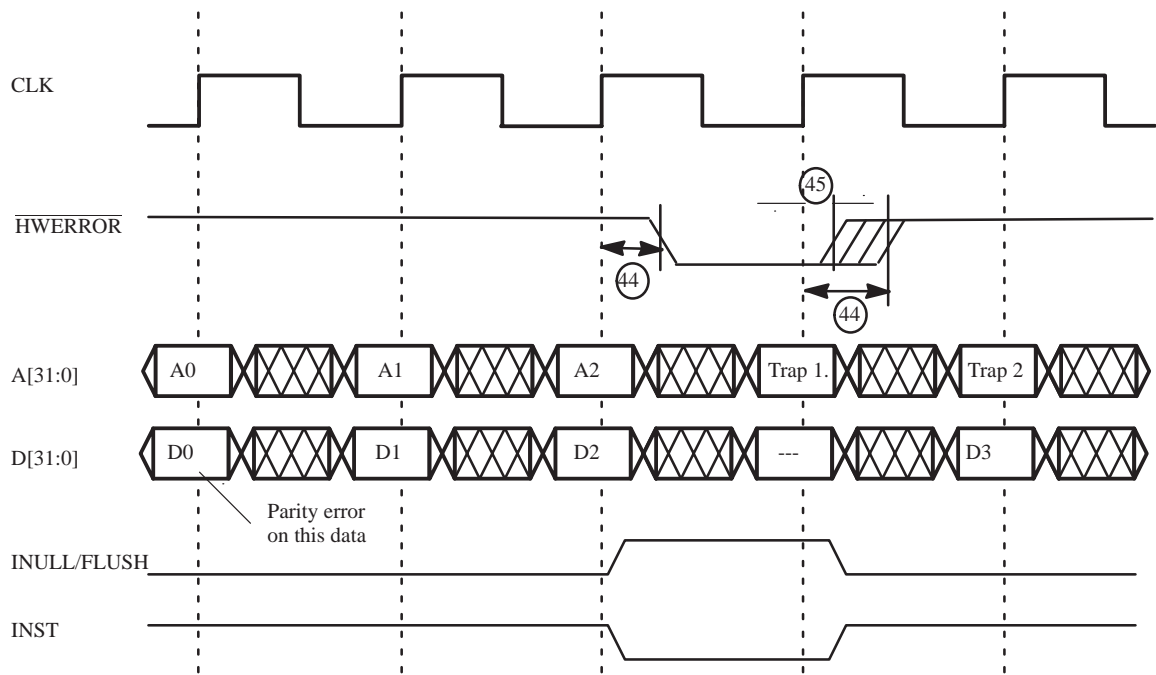 CLK
45
HWERROR
44
44
A[31:0]
A0
A1
A2
Trap 1.
Trap 2
D[31:0]
D0
D1
D2
---
D3
Parity error
on this data
INULL/FLUSH
INST